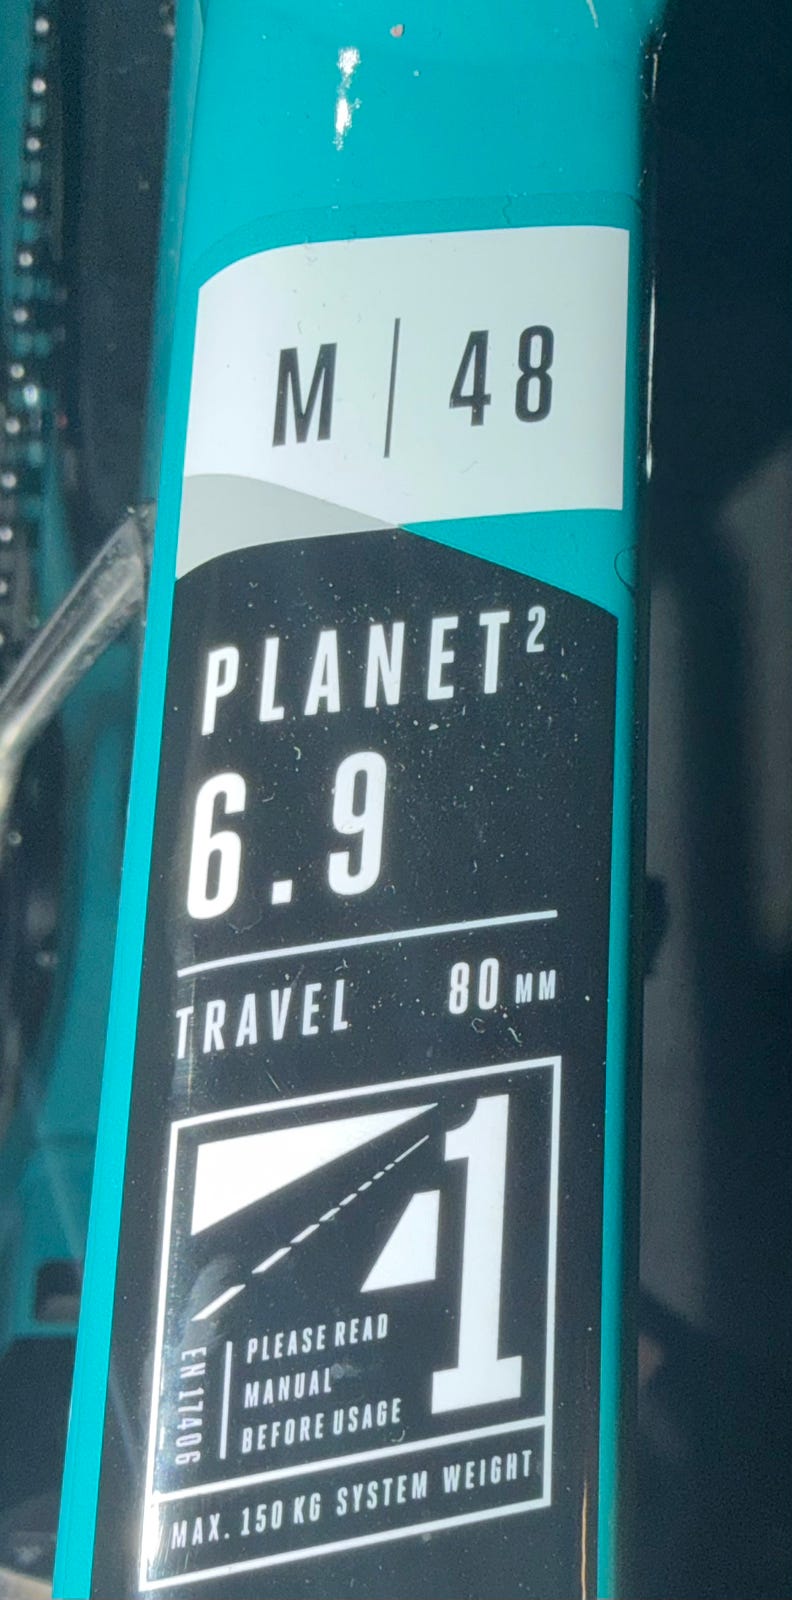 M | 48
PLANET²
6.9
TRAVEL 80 MM
1
PLEASE READ
MANUAL
BEFORE USAGE
EN 17406
MAX. 150 KG SYSTEM WEIGHT